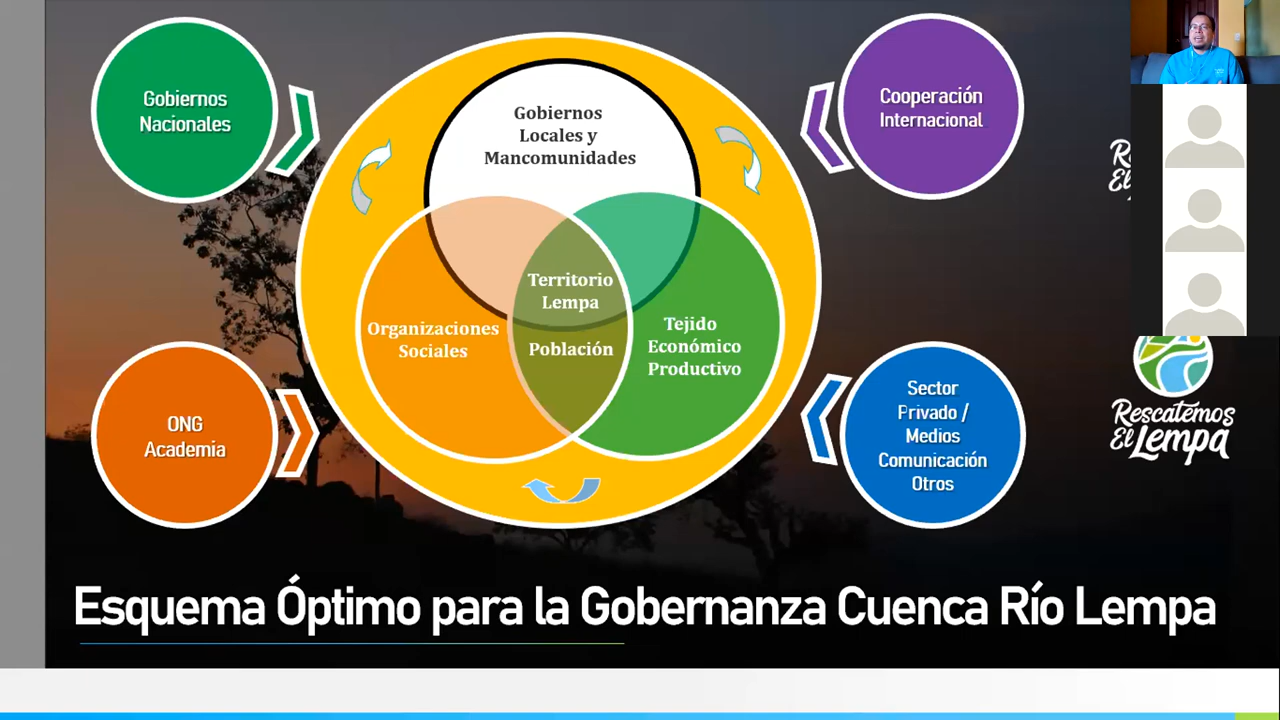 Gobiernos
Nacionales
Gobiernos
Locales y
Mancomunidades
Cooperación
Internacional
Territorio
Lempa
Organizaciones
Sociales
Población
Tejido
Económico
Productivo
ONG
Academia
Sector
Privado /
Medios
Comunicación
Otros
Rescatemos
El Lempa
Esquema Óptimo para la Gobernanza Cuenca Río Lempa